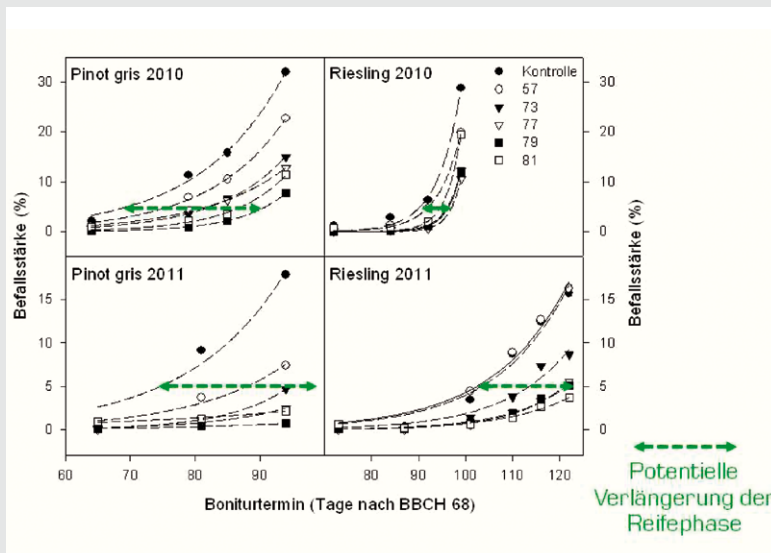 Pinot gris 2010
Riesling 2010
Kontrolle
57
73
77
79
81
30
20
10
0
30
20
10
0
Befallsstärke (%)
Befallsstärke (%)
Pinot gris 2011
Riesling 2011
15
10
5
0
15
10
5
0
60 70 80 90 80 90 100 110 120
Boniturtermin (Tage nach BBCH 68)
Potentielle
Verlängerung der
Reifephase